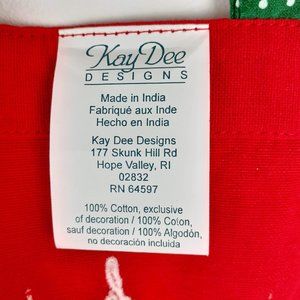 Kay Dee
DESIGNS
Made in India
Fabriqué aux Inde
Hecho en India
Kay Dee Designs
177 Skunk Hill Rd
Hope Valley, RI
02832
RN 64597
100% Cotton, exclusive
of decoration / 100% Coton,
sauf decoration / 100% Algodón,
no decoración incluida